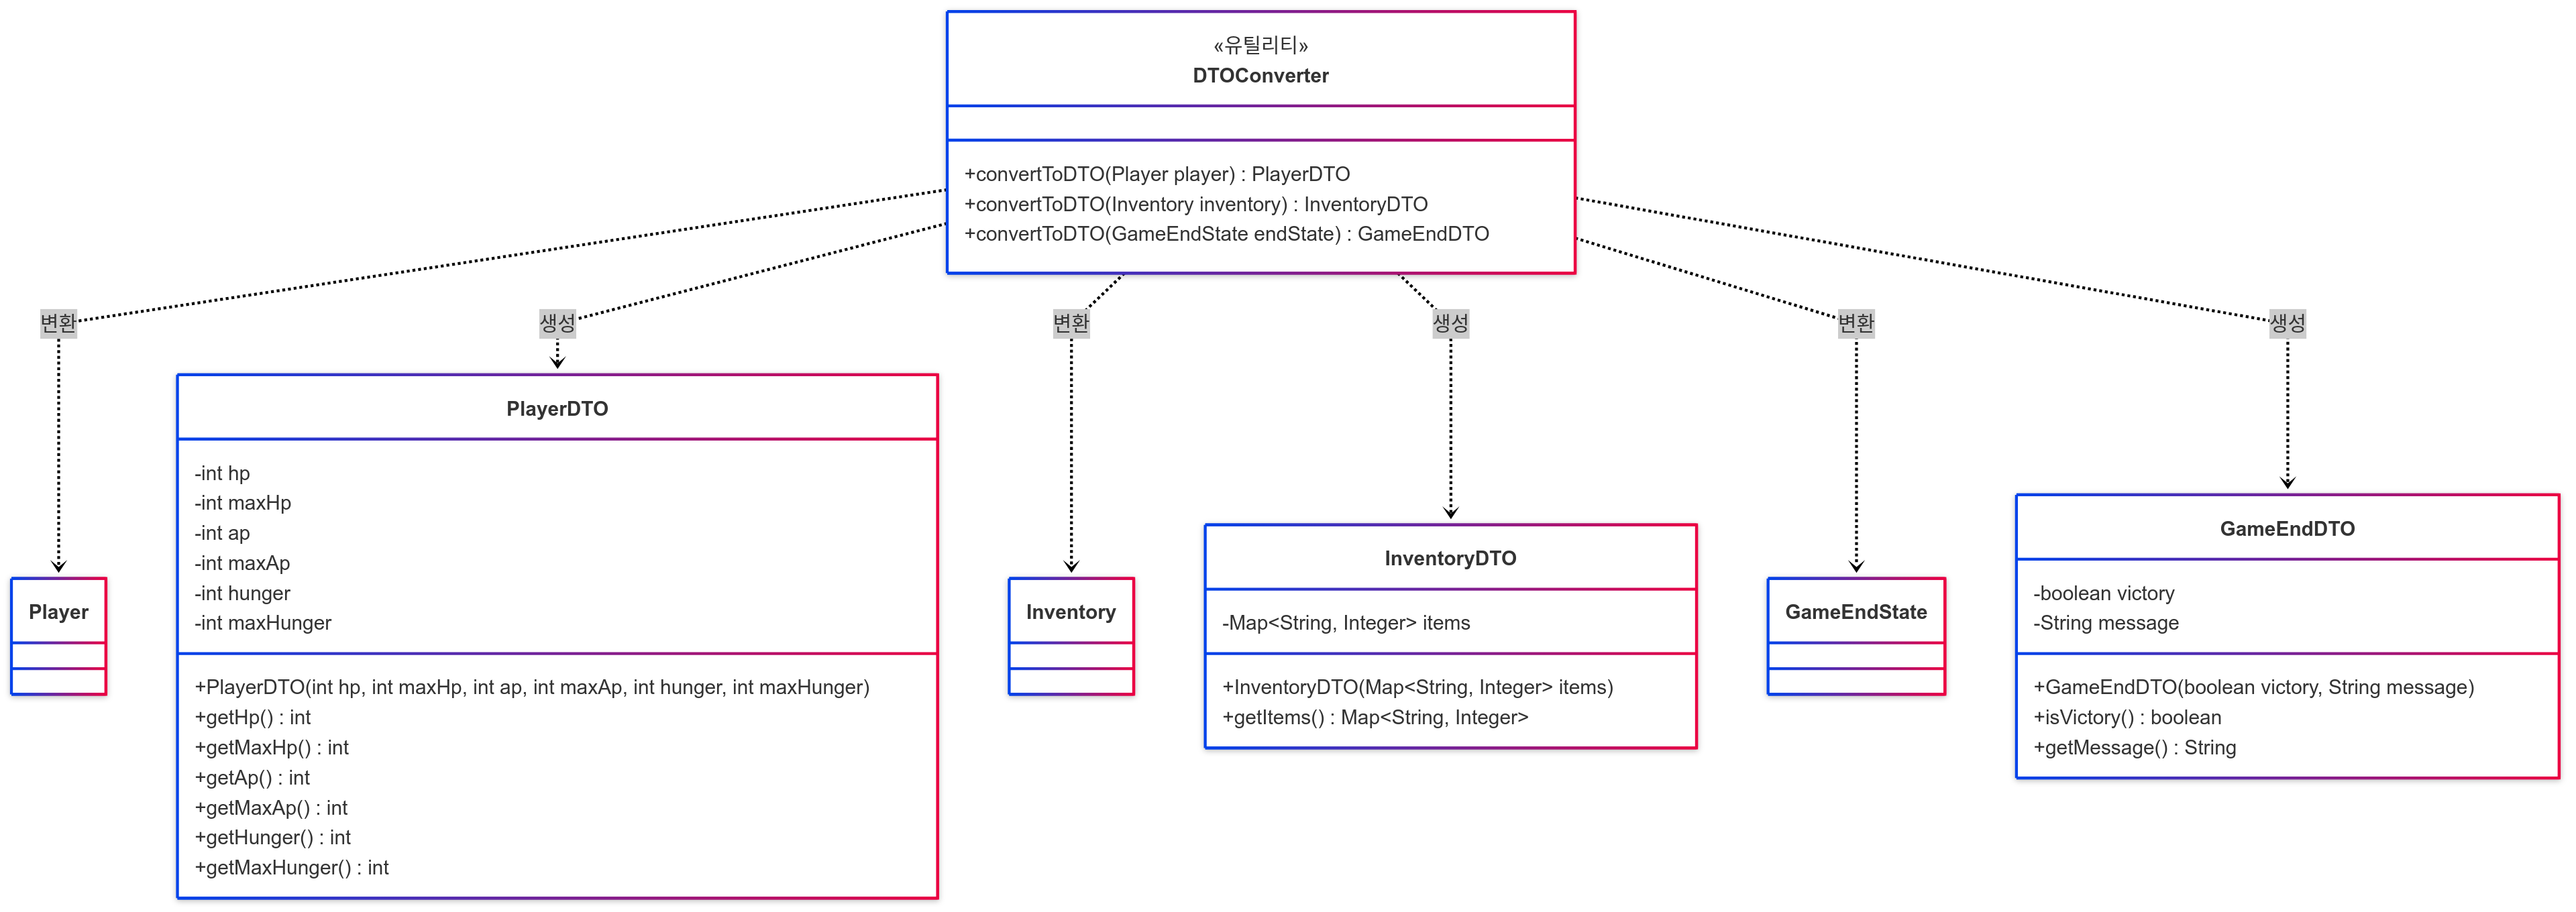 «유틸리티»
DTOConverter
+convertToDTO(Player player) : PlayerDTO
+convertToDTO(Inventory inventory) : InventoryDTO
+convertToDTO(GameEndState endState) : GameEndDTO
변환
생성
변환
생성
변환
생성
Player
PlayerDTO
-int hp
-int maxHp
-int ap
-int maxAp
-int hunger
-int maxHunger
+PlayerDTO(int hp, int maxHp, int ap, int maxAp, int hunger, int maxHunger)
+getHp() : int
+getMaxHp() : int
+getAp() : int
+getMaxAp() : int
+getHunger() : int
+getMaxHunger() : int
Inventory
InventoryDTO
-Map<String, Integer> items
+InventoryDTO(Map<String, Integer> items)
+getItems() : Map<String, Integer>
GameEndState
GameEndDTO
-boolean victory
-String message
+GameEndDTO(boolean victory, String message)
+isVictory() : boolean
+getMessage() : String